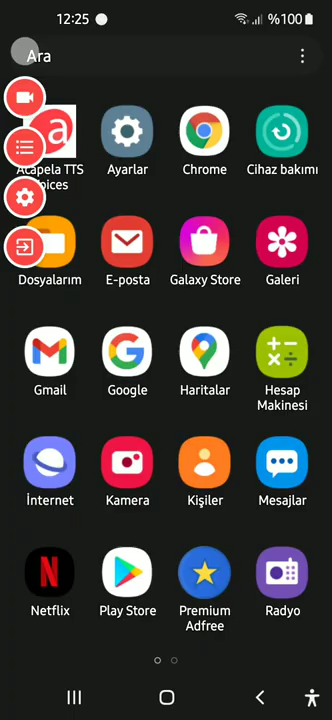 12:25
%100
Ara
Acapela TTS
oices
Ayarlar
Chrome
Cihaz bakımı
Dosyalarım
E-posta
Galaxy Store
Galeri
Gmail
Google
Haritalar
Hesap
Makinesi
İnternet
Kamera
Kişiler
Mesajlar
Netflix
Play Store
Premium
Adfree
Radyo